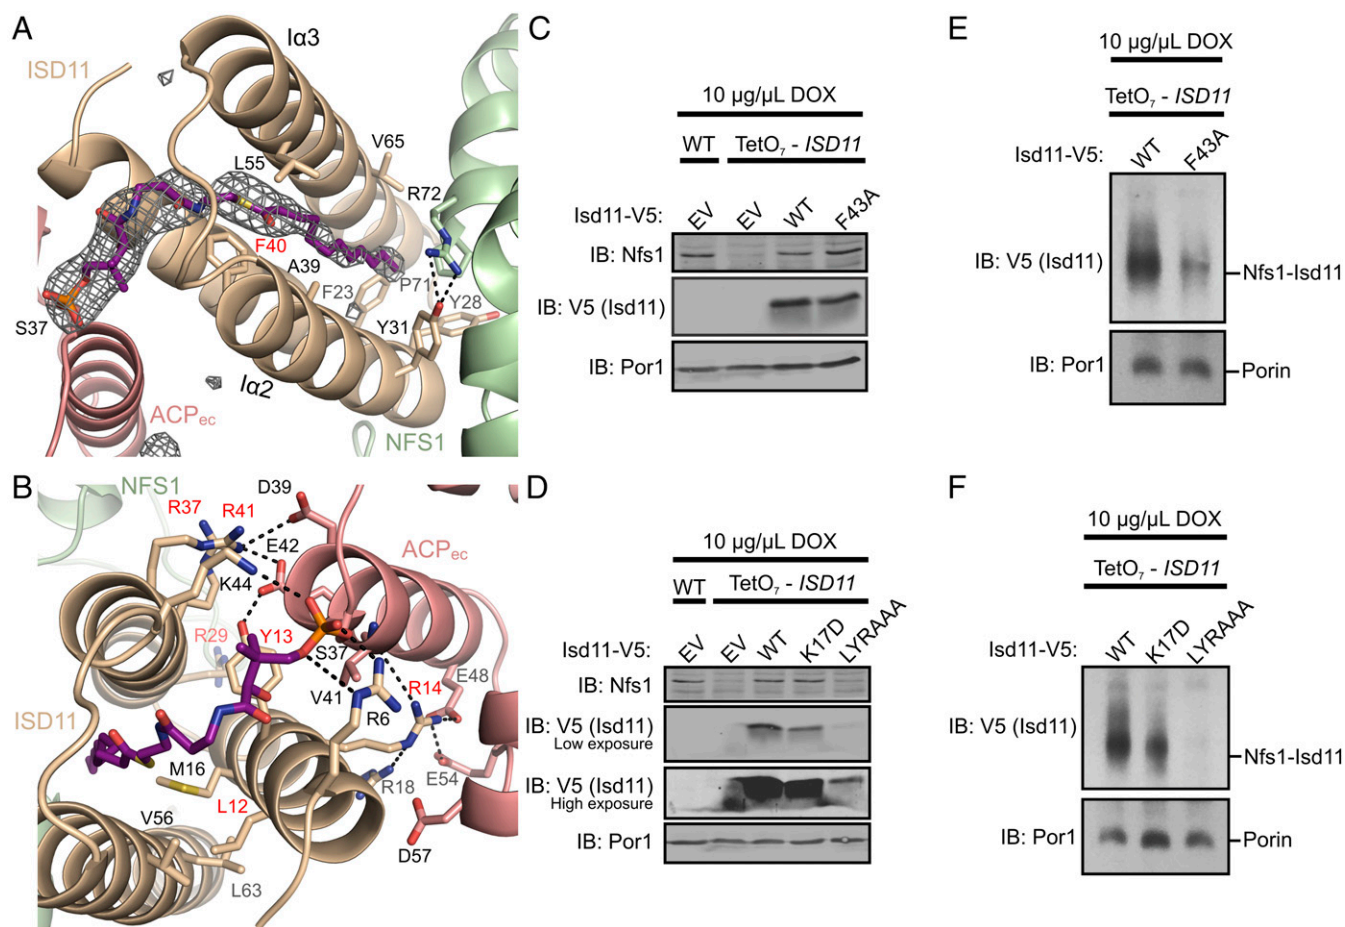 A
ISD11
Iα3
V65
L55
R72
F40
A39
F23
P71
Y28
Y31
S37
Iα2
ACPec
NFS1
B
NFS1
R37
R41
D39
E42
ACPec
K44
Y13
R29
S37
E48
R14
V41
R6
ISD11
M16
E54
R18
L12
V56
D57
L63
C
10 µg/µL DOX
WT TetO₇ - ISD11
Isd11-V5: EV EV WT F43A
IB: Nfs1
IB: V5 (Isd11)
IB: Por1
D
10 µg/µL DOX
WT TetO₇ - ISD11
Isd11-V5: EV EV WT K17D LYRAAA
IB: Nfs1
IB: V5 (Isd11)
Low exposure
IB: V5 (Isd11)
High exposure
IB: Por1
E
10 µg/µL DOX
TetO₇ - ISD11
Isd11-V5: WT F43A
IB: V5 (Isd11) Nfs1-Isd11
IB: Por1 Porin
F
10 µg/µL DOX
TetO₇ - ISD11
Isd11-V5: WT K17D LYRAAA
IB: V5 (Isd11) Nfs1-Isd11
IB: Por1 Porin